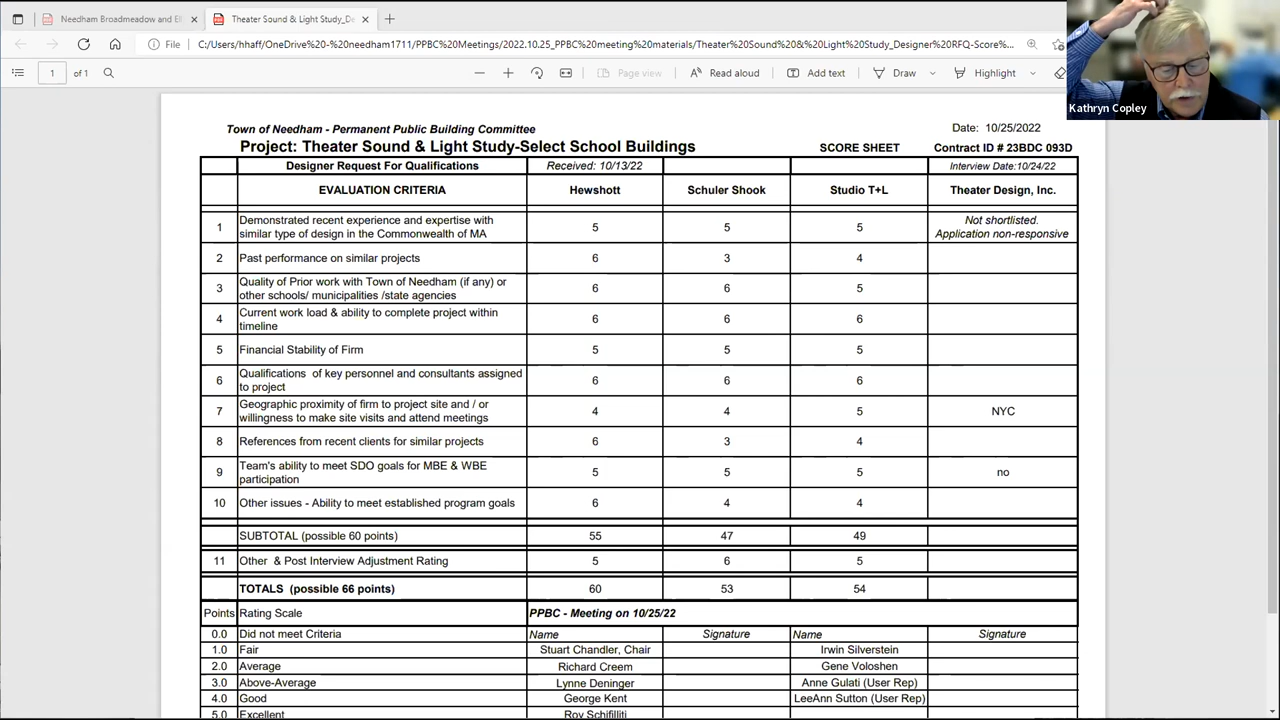 Needham Broadmeadow and El
Theater Sound & Light Study_De
File
C:/Users/hhaff/OneDrive%20-%20needham1711/PPBC%20Meetings/2022.10.25_PPBC%20meeting%20materials/Theater%20Sound%20&%20Light%20Study_Designer%20RFQ-Score%...
1 of 1
Page view
Read aloud
Add text
Draw
Highlight
Kathryn Copley
Town of Needham - Permanent Public Building Committee
Date: 10/25/2022
Project: Theater Sound & Light Study-Select School Buildings
SCORE SHEET
Contract ID # 23BDC 093D
Designer Request For Qualifications
Received: 10/13/22
Interview Date:10/24/22
EVALUATION CRITERIA
Hewshott
Schuler Shook
Studio T+L
Theater Design, Inc.
1
Demonstrated recent experience and expertise with
similar type of design in the Commonwealth of MA
5
5
5
Not shortlisted.
Application non-responsive
2
Past performance on similar projects
6
3
4
3
Quality of Prior work with Town of Needham (if any) or
other schools/ municipalities /state agencies
6
6
5
4
Current work load & ability to complete project within
timeline
6
6
6
5
Financial Stability of Firm
5
5
5
6
Qualifications of key personnel and consultants assigned
to project
6
6
6
7
Geographic proximity of firm to project site and / or
willingness to make site visits and attend meetings
4
4
5
NYC
8
References from recent clients for similar projects
6
3
4
9
Team's ability to meet SDO goals for MBE & WBE
participation
5
5
5
no
10
Other issues - Ability to meet established program goals
6
4
4
SUBTOTAL (possible 60 points)
55
47
49
11
Other & Post Interview Adjustment Rating
5
6
5
TOTALS (possible 66 points)
60
53
54
Points
Rating Scale
PPBC - Meeting on 10/25/22
0.0
Did not meet Criteria
Name
Signature
Name
Signature
1.0
Fair
Stuart Chandler, Chair
Irwin Silverstein
2.0
Average
Richard Creem
Gene Voloshen
3.0
Above-Average
Lynne Deninger
Anne Gulati (User Rep)
4.0
Good
George Kent
LeeAnn Sutton (User Rep)
5.0
Excellent
Roy Schifilliti